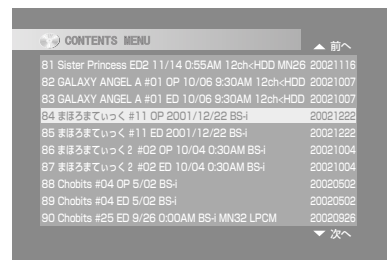 CONTENTS MENU
▲ 前へ
81 Sister Princess ED2 11/14 0:55AM 12ch<HDD MN26 20021116
82 GALAXY ANGEL A #01 OP 10/06 9:30AM 12ch<HDD 20021007
83 GALAXY ANGEL A #01 ED 10/06 9:30AM 12ch<HDD 20021007
84 まほろまてぃっく #11 OP 2001/12/22 BS-i 20021222
85 まほろまてぃっく #11 ED 2001/12/22 BS-i 20021222
86 まほろまてぃっく2 #02 OP 10/04 0:30AM BS-i 20021004
87 まほろまてぃっく2 #02 ED 10/04 0:30AM BS-i 20021004
88 Chobits #04 OP 5/02 BS-i 20020502
89 Chobits #04 ED 5/02 BS-i 20020502
90 Chobits #25 ED 9/26 0:00AM BS-i MN32 LPCM 20020926
▼ 次へ